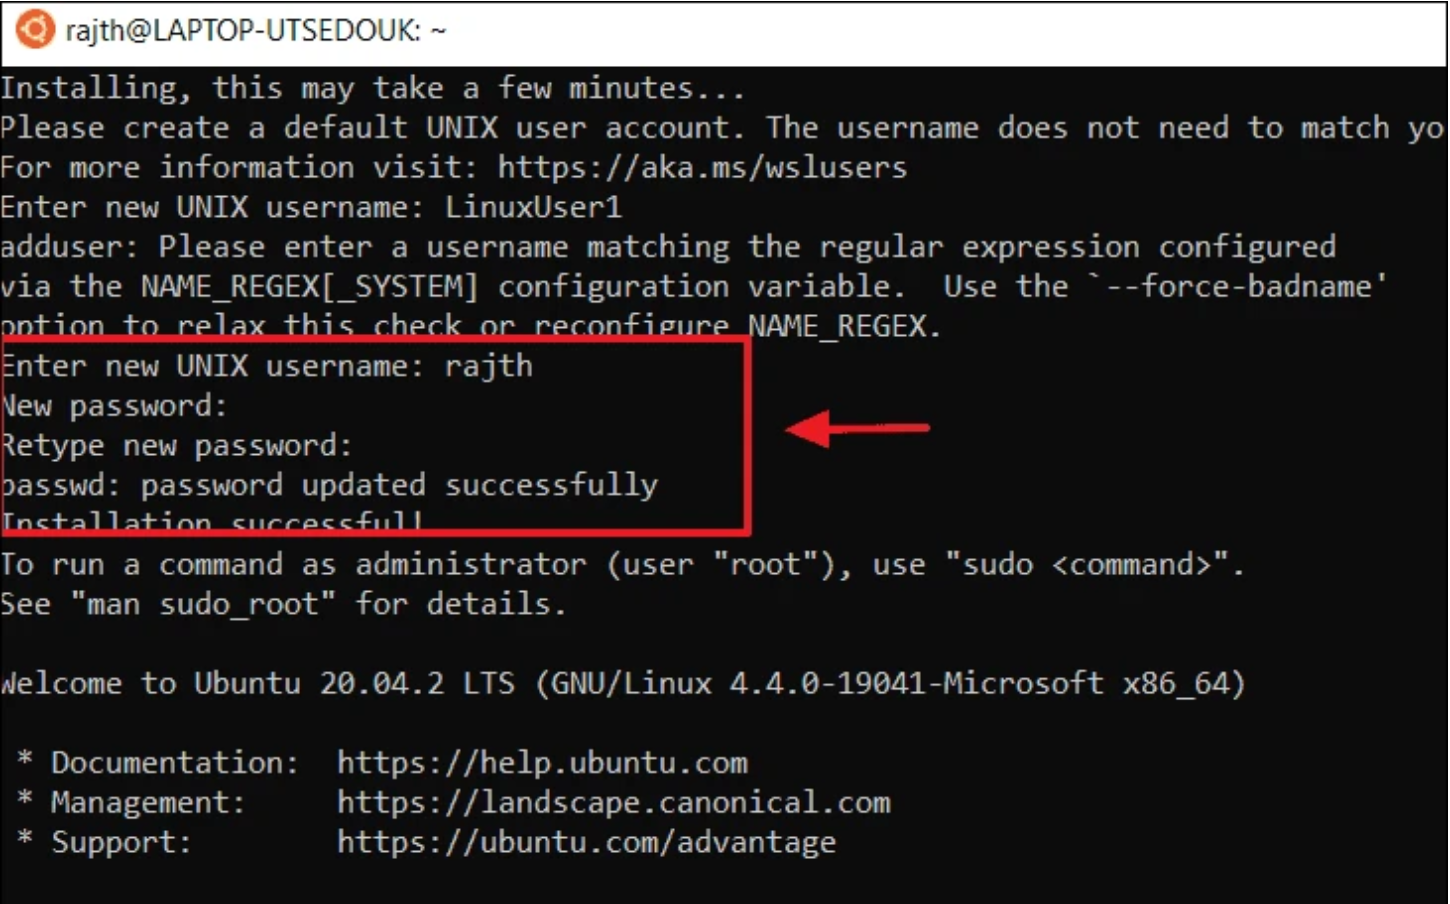 rajth@LAPTOP-UTSEDOUK: ~
Installing, this may take a few minutes...
Please create a default UNIX user account. The username does not need to match yo
For more information visit: https://aka.ms/wslusers
Enter new UNIX username: LinuxUser1
adduser: Please enter a username matching the regular expression configured
via the NAME_REGEX[_SYSTEM] configuration variable.  Use the `--force-badname'
option to relax this check or reconfigure NAME_REGEX.
Enter new UNIX username: rajth
New password:
Retype new password:
passwd: password updated successfully
Installation successful!
To run a command as administrator (user "root"), use "sudo <command>".
See "man sudo_root" for details.
Welcome to Ubuntu 20.04.2 LTS (GNU/Linux 4.4.0-19041-Microsoft x86_64)
* Documentation:  https://help.ubuntu.com
* Management:     https://landscape.canonical.com
* Support:        https://ubuntu.com/advantage